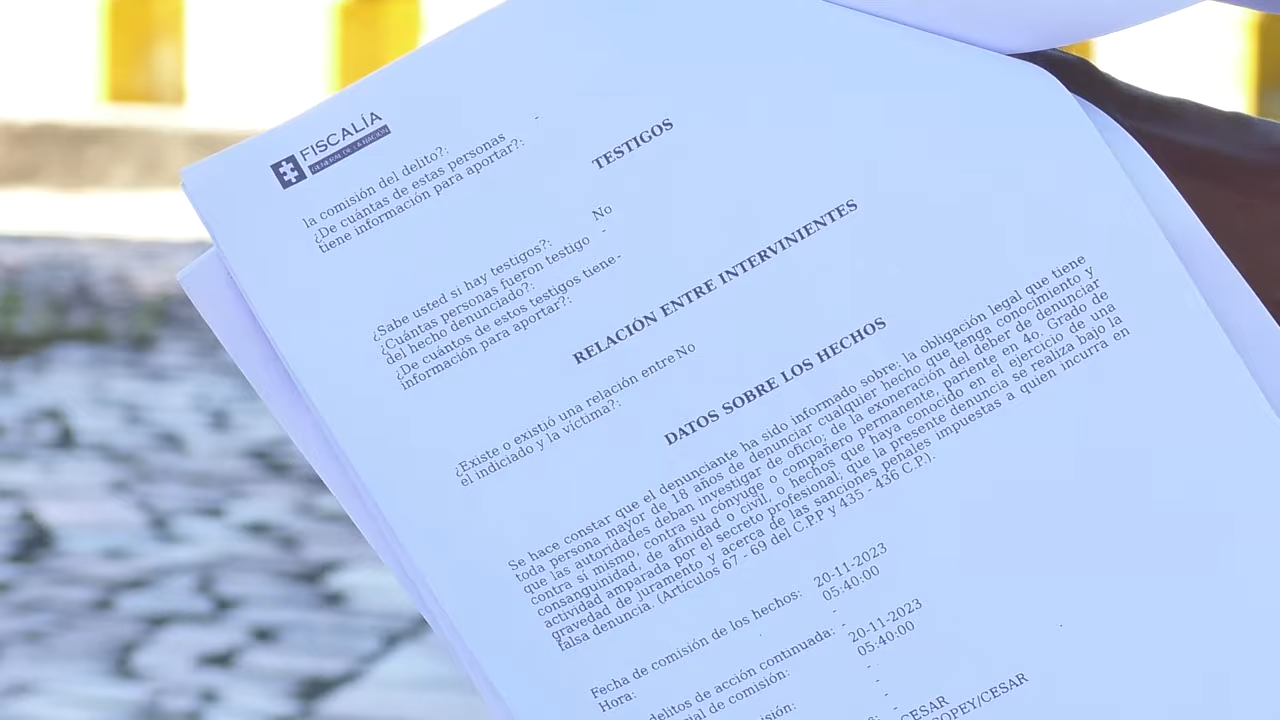 FISCALÍA
GENERAL DE LA NACIÓN
la comisión del delito?: -
¿De cuántas de estas personas
tiene información para aportar?:
TESTIGOS
¿Sabe usted si hay testigos?: No
¿Cuántas personas fueron testigo -
del hecho denunciado?:
¿De cuántos de estos testigos tiene-
información para aportar?:
RELACIÓN ENTRE INTERVINIENTES
¿Existe o existió una relación entre No
el indiciado y la víctima?:
DATOS SOBRE LOS HECHOS
Se hace constar que el denunciante ha sido informado sobre: la obligación legal que tiene
toda persona mayor de 18 años de denunciar cualquier hecho que tenga conocimiento y
que las autoridades deban investigar de oficio; de la exoneración del deber de denunciar
contra sí mismo, contra su cónyuge o compañero permanente, pariente en 4o. Grado de
consanguinidad, de afinidad o civil, o hechos que haya conocido en el ejercicio de una
actividad amparada por el secreto profesional; que la presente denuncia se realiza bajo la
gravedad de juramento y acerca de las sanciones penales impuestas a quien incurra en
falsa denuncia. (Artículos 67 - 69 del C.P.P y 435 - 436 C.P.).
Fecha de comisión de los hechos: 20-11-2023
Hora: 05:40:00
delitos de acción continuada: -
20-11-2023
de comisión: 05:40:00
-
-
CESAR